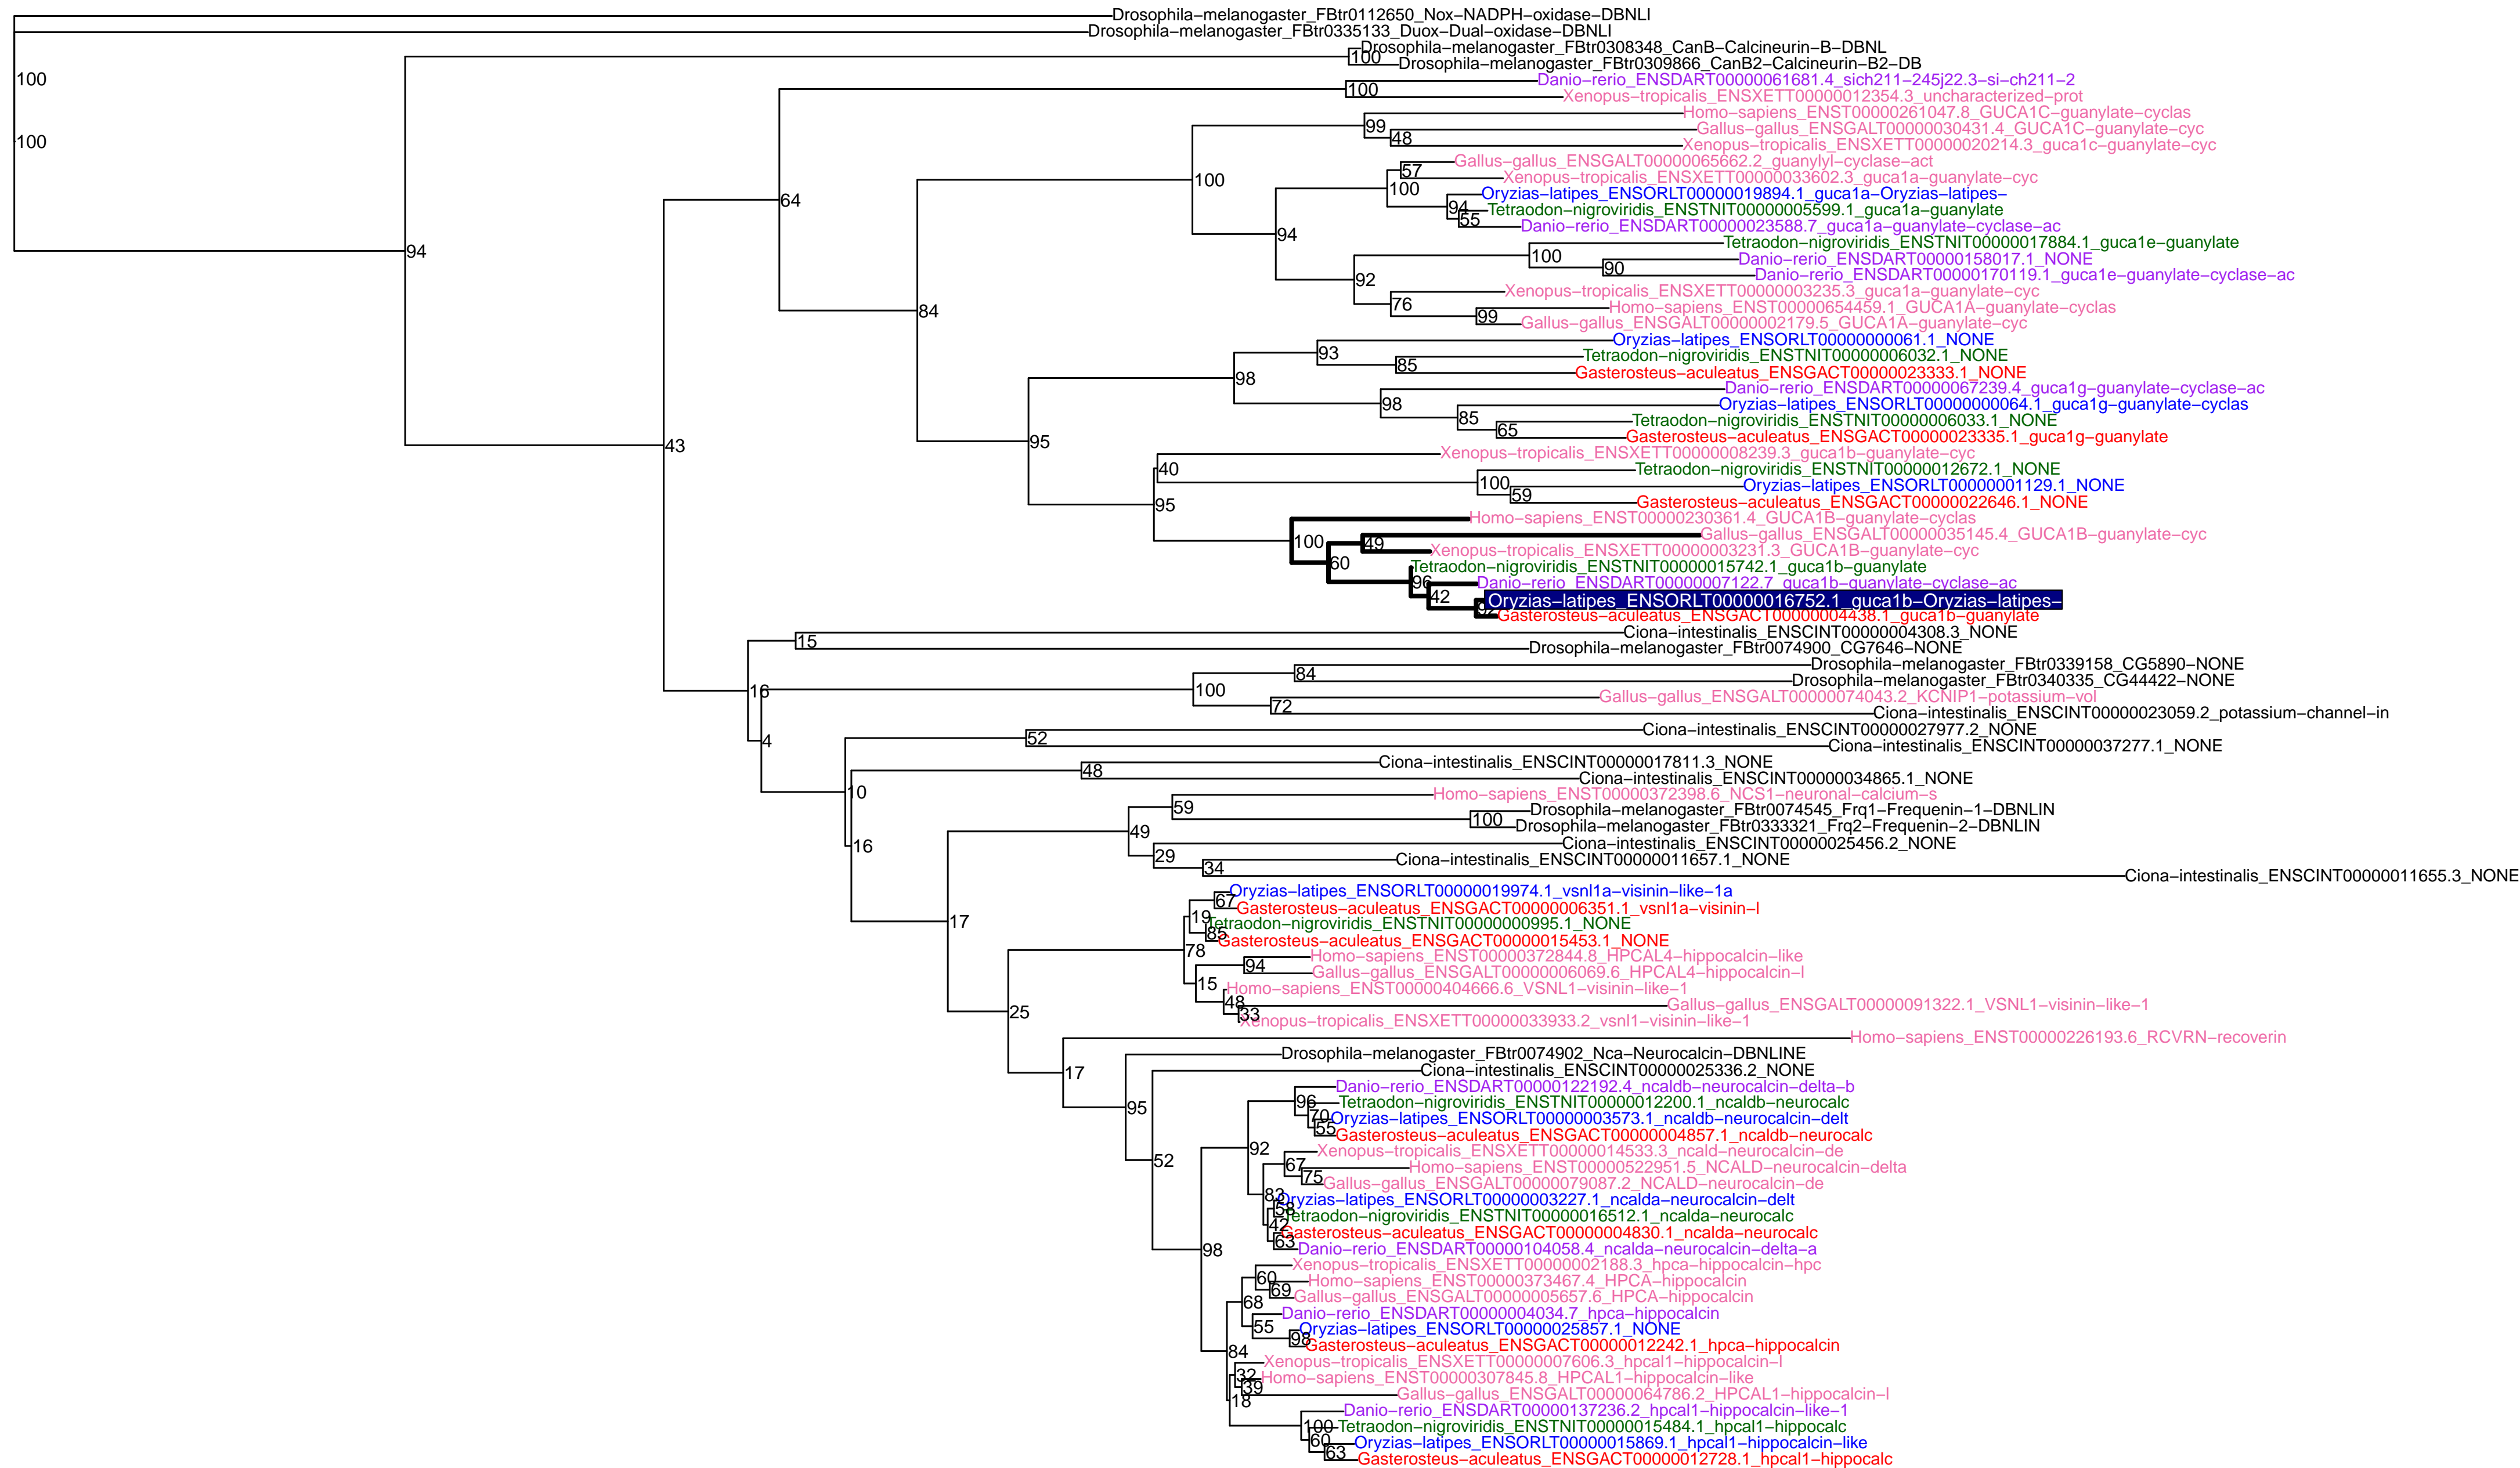 Drosophila−melanogaster_FBtr0112650_Nox−NADPH−oxidase−DBNLI
Drosophila−melanogaster_FBtr0335133_Duox−Dual−oxidase−DBNLI
Drosophila−melanogaster_FBtr0308348_CanB−Calcineurin−B−DBNL
100
Drosophila−melanogaster_FBtr0309866_CanB2−Calcineurin−B2−DB
100
Danio−rerio_ENSDART00000061681.4_sich211−245j22.3−si−ch211−2
100
Xenopus−tropicalis_ENSXETT00000012354.3_uncharacterized−prot
Homo−sapiens_ENST00000261047.8_GUCA1C−guanylate−cyclas
99
Gallus−gallus_ENSGALT00000030431.4_GUCA1C−guanylate−cyc
100
48
Xenopus−tropicalis_ENSXETT00000020214.3_guca1c−guanylate−cyc
Gallus−gallus_ENSGALT00000065662.2_guanylyl−cyclase−act
57
Xenopus−tropicalis_ENSXETT00000033602.3_guca1a−guanylate−cyc
100
100
Oryzias−latipes_ENSORLT00000019894.1_guca1a−Oryzias−latipes−
64
94
Tetraodon−nigroviridis_ENSTNIT00000005599.1_guca1a−guanylate
55
Danio−rerio_ENSDART00000023588.7_guca1a−guanylate−cyclase−ac
94
Tetraodon−nigroviridis_ENSTNIT00000017884.1_guca1e−guanylate
94
100
Danio−rerio_ENSDART00000158017.1_NONE
90
Danio−rerio_ENSDART00000170119.1_guca1e−guanylate−cyclase−ac
92
Xenopus−tropicalis_ENSXETT00000003235.3_guca1a−guanylate−cyc
76
Homo−sapiens_ENST00000654459.1_GUCA1A−guanylate−cyclas
84
99
Gallus−gallus_ENSGALT00000002179.5_GUCA1A−guanylate−cyc
Oryzias−latipes_ENSORLT00000000061.1_NONE
93
Tetraodon−nigroviridis_ENSTNIT00000006032.1_NONE
85
Gasterosteus−aculeatus_ENSGACT00000023333.1_NONE
98
Danio−rerio_ENSDART00000067239.4_guca1g−guanylate−cyclase−ac
98
Oryzias−latipes_ENSORLT00000000064.1_guca1g−guanylate−cyclas
85
Tetraodon−nigroviridis_ENSTNIT00000006033.1_NONE
65
Gasterosteus−aculeatus_ENSGACT00000023335.1_guca1g−guanylate
43
95
Xenopus−tropicalis_ENSXETT00000008239.3_guca1b−guanylate−cyc
40
Tetraodon−nigroviridis_ENSTNIT00000012672.1_NONE
100
Oryzias−latipes_ENSORLT00000001129.1_NONE
59
Gasterosteus−aculeatus_ENSGACT00000022646.1_NONE
95
Homo−sapiens_ENST00000230361.4_GUCA1B−guanylate−cyclas
Gallus−gallus_ENSGALT00000035145.4_GUCA1B−guanylate−cyc
100
49
Xenopus−tropicalis_ENSXETT00000003231.3_GUCA1B−guanylate−cyc
60
Tetraodon−nigroviridis_ENSTNIT00000015742.1_guca1b−guanylate
96
Danio−rerio_ENSDART00000007122.7_guca1b−guanylate−cyclase−ac
42
Oryzias−latipes_ENSORLT00000016752.1_guca1b−Oryzias−latipes−
Gasterosteus−aculeatus_ENSGACT00000004438.1_guca1b−guanylate
Ciona−intestinalis_ENSCINT00000004308.3_NONE
15
Drosophila−melanogaster_FBtr0074900_CG7646−NONE
Drosophila−melanogaster_FBtr0339158_CG5890−NONE
84
Drosophila−melanogaster_FBtr0340335_CG44422−NONE
16
100
Gallus−gallus_ENSGALT00000074043.2_KCNIP1−potassium−vol
72
Ciona−intestinalis_ENSCINT00000023059.2_potassium−channel−in
Ciona−intestinalis_ENSCINT00000027977.2_NONE
4
52
Ciona−intestinalis_ENSCINT00000037277.1_NONE
Ciona−intestinalis_ENSCINT00000017811.3_NONE
48
Ciona−intestinalis_ENSCINT00000034865.1_NONE
10
Homo−sapiens_ENST00000372398.6_NCS1−neuronal−calcium−s
59
Drosophila−melanogaster_FBtr0074545_Frq1−Frequenin−1−DBNLIN
100
Drosophila−melanogaster_FBtr0333321_Frq2−Frequenin−2−DBNLIN
49
16
Ciona−intestinalis_ENSCINT00000025456.2_NONE
29
Ciona−intestinalis_ENSCINT00000011657.1_NONE
34
Ciona−intestinalis_ENSCINT00000011655.3_NONE
Oryzias−latipes_ENSORLT00000019974.1_vsnl1a−visinin−like−1a
67
Gasterosteus−aculeatus_ENSGACT00000006351.1_vsnl1a−visinin−l
17
19
Tetraodon−nigroviridis_ENSTNIT00000000995.1_NONE
85
Gasterosteus−aculeatus_ENSGACT00000015453.1_NONE
78
Homo−sapiens_ENST00000372844.8_HPCAL4−hippocalcin−like
94
Gallus−gallus_ENSGALT00000006069.6_HPCAL4−hippocalcin−l
15
Homo−sapiens_ENST00000404666.6_VSNL1−visinin−like−1
48
Gallus−gallus_ENSGALT00000091322.1_VSNL1−visinin−like−1
25
33
Xenopus−tropicalis_ENSXETT00000033933.2_vsnl1−visinin−like−1
Homo−sapiens_ENST00000226193.6_RCVRN−recoverin
Drosophila−melanogaster_FBtr0074902_Nca−Neurocalcin−DBNLINE
17
Ciona−intestinalis_ENSCINT00000025336.2_NONE
Danio−rerio_ENSDART00000122192.4_ncaldb−neurocalcin−delta−b
95
96
Tetraodon−nigroviridis_ENSTNIT00000012200.1_ncaldb−neurocalc
70
Oryzias−latipes_ENSORLT00000003573.1_ncaldb−neurocalcin−delt
55
Gasterosteus−aculeatus_ENSGACT00000004857.1_ncaldb−neurocalc
92
Xenopus−tropicalis_ENSXETT00000014533.3_ncald−neurocalcin−de
52
67
Homo−sapiens_ENST00000522951.5_NCALD−neurocalcin−delta
75
Gallus−gallus_ENSGALT00000079087.2_NCALD−neurocalcin−de
83
Oryzias−latipes_ENSORLT00000003227.1_ncalda−neurocalcin−delt
58
Tetraodon−nigroviridis_ENSTNIT00000016512.1_ncalda−neurocalc
42
Gasterosteus−aculeatus_ENSGACT00000004830.1_ncalda−neurocalc
63
98
Danio−rerio_ENSDART00000104058.4_ncalda−neurocalcin−delta−a
Xenopus−tropicalis_ENSXETT00000002188.3_hpca−hippocalcin−hpc
60
Homo−sapiens_ENST00000373467.4_HPCA−hippocalcin
69
Gallus−gallus_ENSGALT00000005657.6_HPCA−hippocalcin
68
Danio−rerio_ENSDART00000004034.7_hpca−hippocalcin
55
Oryzias−latipes_ENSORLT00000025857.1_NONE
98
Gasterosteus−aculeatus_ENSGACT00000012242.1_hpca−hippocalcin
84
Xenopus−tropicalis_ENSXETT00000007606.3_hpcal1−hippocalcin−l
32
Homo−sapiens_ENST00000307845.8_HPCAL1−hippocalcin−like
39
Gallus−gallus_ENSGALT00000064786.2_HPCAL1−hippocalcin−l
18
Danio−rerio_ENSDART00000137236.2_hpcal1−hippocalcin−like−1
100
Tetraodon−nigroviridis_ENSTNIT00000015484.1_hpcal1−hippocalc
60
Oryzias−latipes_ENSORLT00000015869.1_hpcal1−hippocalcin−like
63
Gasterosteus−aculeatus_ENSGACT00000012728.1_hpcal1−hippocalc